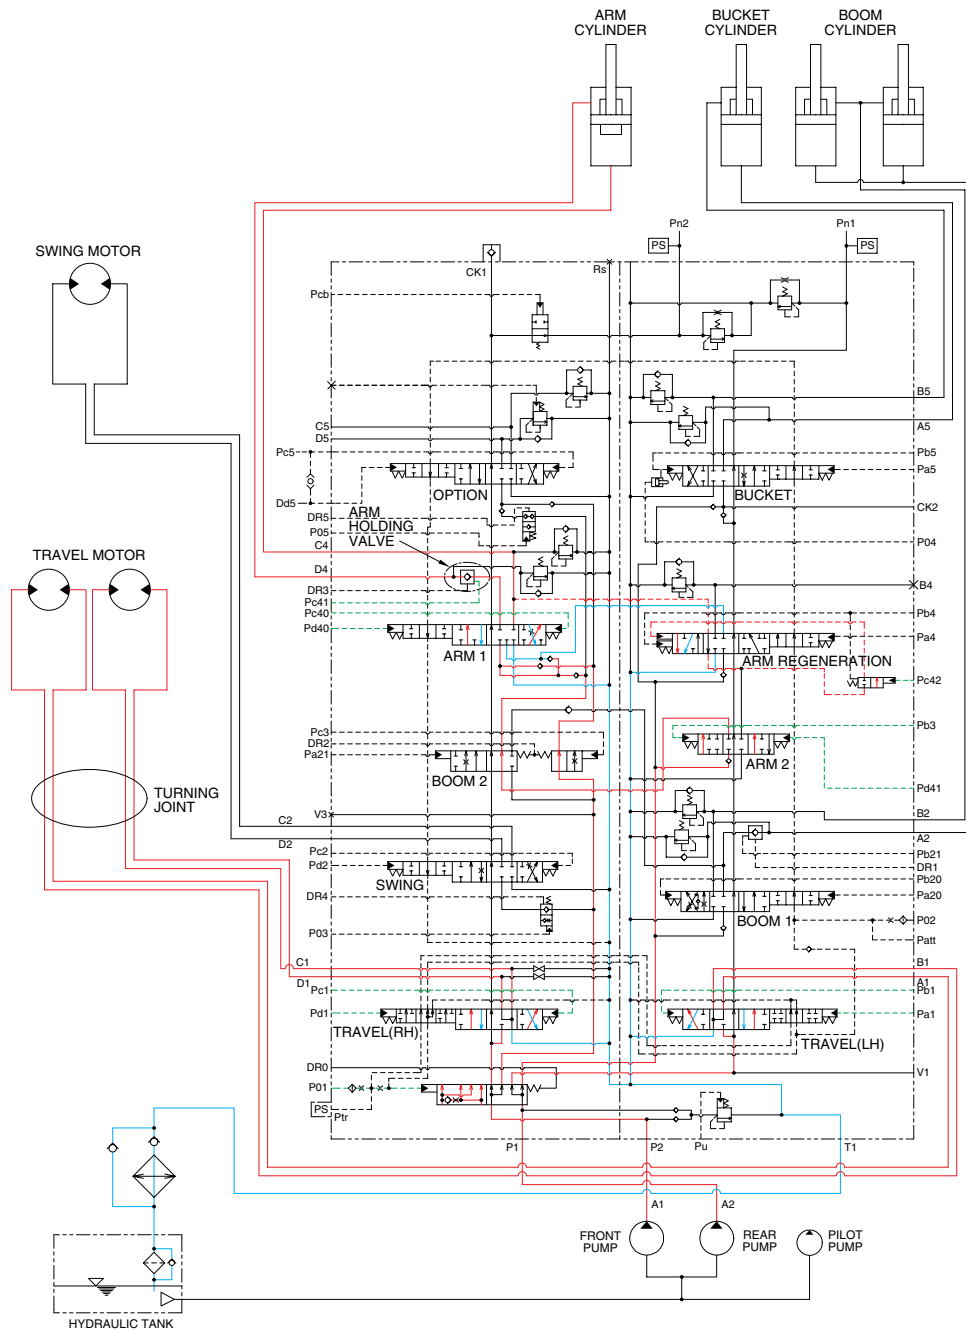 ARM
CYLINDER
BUCKET
CYLINDER
BOOM
CYLINDER
Pn2
Pn1
PS
PS
SWING MOTOR
CK1
Rs
Pcb
B5
C5
D5
A5
Pc5
Pb5
Pa5
OPTION
BUCKET
Dd5
ARM
HOLDING
VALVE
CK2
DR5
P05
C4
P04
D4
TRAVEL MOTOR
DR3
B4
Pc41
Pc40
Pd40
Pb4
Pa4
ARM 1
ARM REGENERATION
Pc42
Pc3
DR2
Pa21
Pb3
BOOM 2
ARM 2
TURNING
JOINT
Pd41
V3
B2
C2
D2
A2
Pc2
Pd2
Pb21
DR1
Pb20
SWING
Pa20
DR4
BOOM 1
P02
P03
Patt
C1
B1
D1
A1
Pc1
Pb1
Pd1
Pa1
TRAVEL(RH)
TRAVEL(LH)
DR0
V1
P01
PS
Ptr
P1
P2
Pu
T1
A1
A2
FRONT
PUMP
REAR
PUMP
PILOT
PUMP
HYDRAULIC TANK